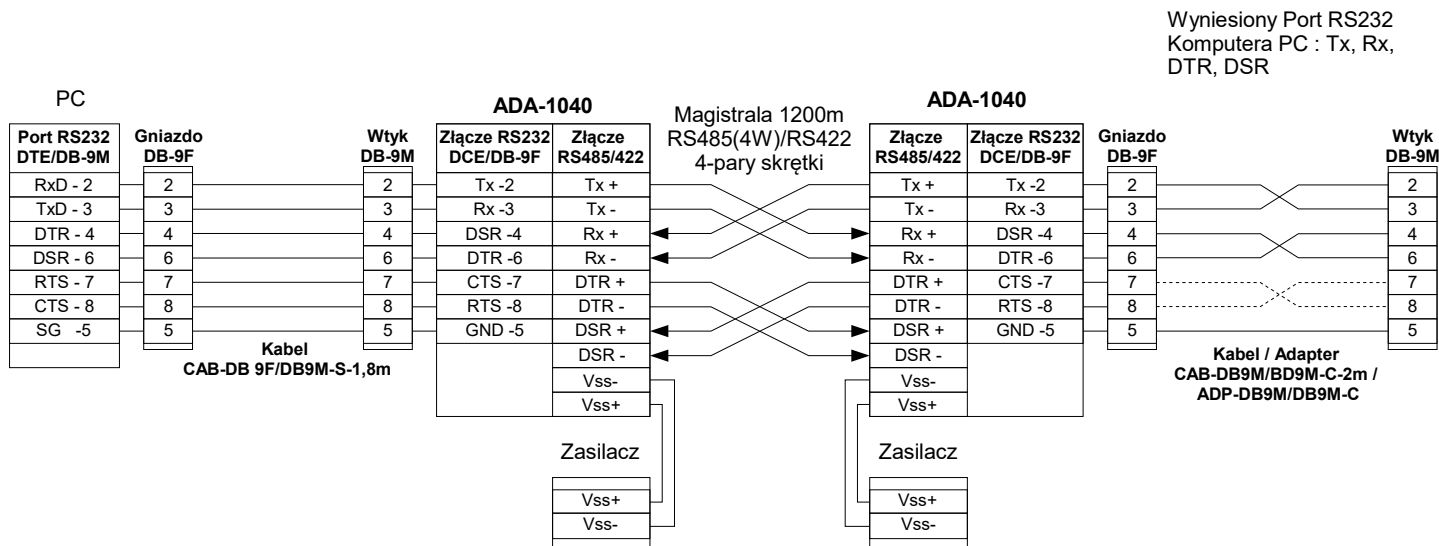 Wyniesiony Port RS232
Komputera PC : Tx, Rx,
DTR, DSR
PC
ADA-1040
Magistrala 1200m
RS485(4W)/RS422
4-pary skrętki
ADA-1040
Port RS232
DTE/DB-9M
RxD - 2
TxD - 3
DTR - 4
DSR - 6
RTS - 7
CTS - 8
SG -5
Gniazdo
DB-9F
2
3
4
6
7
8
5
Kabel
CAB-DB 9F/DB9M-S-1,8m
Wtyk
DB-9M
2
3
4
6
7
8
5
Złącze RS232
DCE/DB-9F
Tx -2
Rx -3
DSR -4
DTR -6
CTS -7
RTS -8
GND -5
Złącze
RS485/422
Tx +
Tx -
Rx +
Rx -
DTR +
DTR -
DSR +
DSR -
Vss-
Vss+
Zasilacz
Vss+
Vss-
Złącze
RS485/422
Tx +
Tx -
Rx +
Rx -
DTR +
DTR -
DSR +
DSR -
Vss-
Vss+
Zasilacz
Vss+
Vss-
Złącze RS232
DCE/DB-9F
Tx -2
Rx -3
DSR -4
DTR -6
CTS -7
RTS -8
GND -5
Gniazdo
DB-9F
2
3
4
6
7
8
5
Wtyk
DB-9M
2
3
4
6
7
8
5
Kabel / Adapter
CAB-DB9M/BD9M-C-2m /
ADP-DB9M/DB9M-C